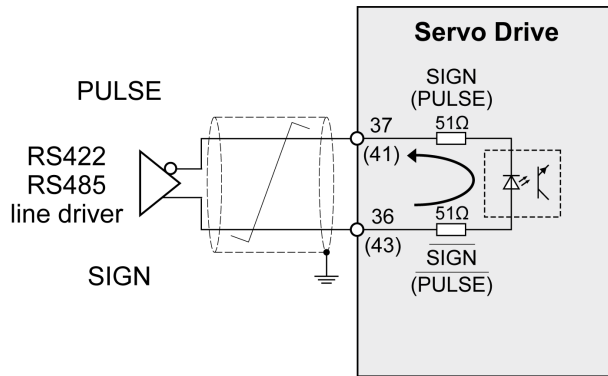 Servo Drive
PULSE
RS422
RS485
line driver
SIGN
SIGN
(PULSE)
37
(41)
51Ω
36
(43)
51Ω
SIGN
(PULSE)